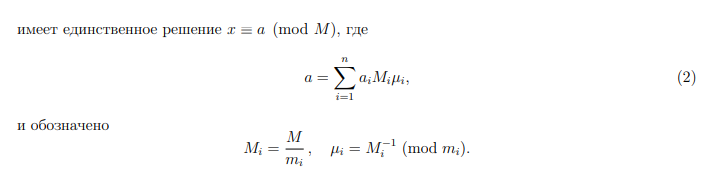 имеет единственное решение x ≡ a (mod M), где
a = ∑_{i=1}^{n} a_i M_i μ_i, (2)
и обозначено
M_i = M/m_i, μ_i = M_i^{-1} (mod m_i).